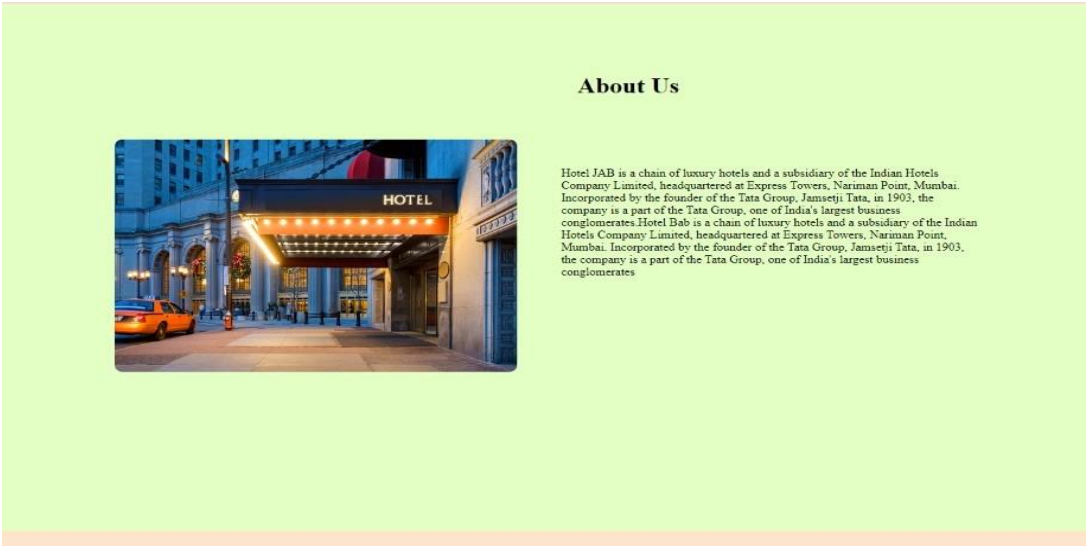 About Us
HOTEL
Hotel JAB is a chain of luxury hotels and a subsidiary of the Indian Hotels
Company Limited, headquartered at Express Towers, Nariman Point, Mumbai.
Incorporated by the founder of the Tata Group, Jamsetji Tata, in 1903, the
company is a part of the Tata Group, one of India's largest business
conglomerates.Hotel Bab is a chain of luxury hotels and a subsidiary of the Indian
Hotels Company Limited, headquartered at Express Towers, Nariman Point,
Mumbai. Incorporated by the founder of the Tata Group, Jamsetji Tata, in 1903,
the company is a part of the Tata Group, one of India's largest business
conglomerates